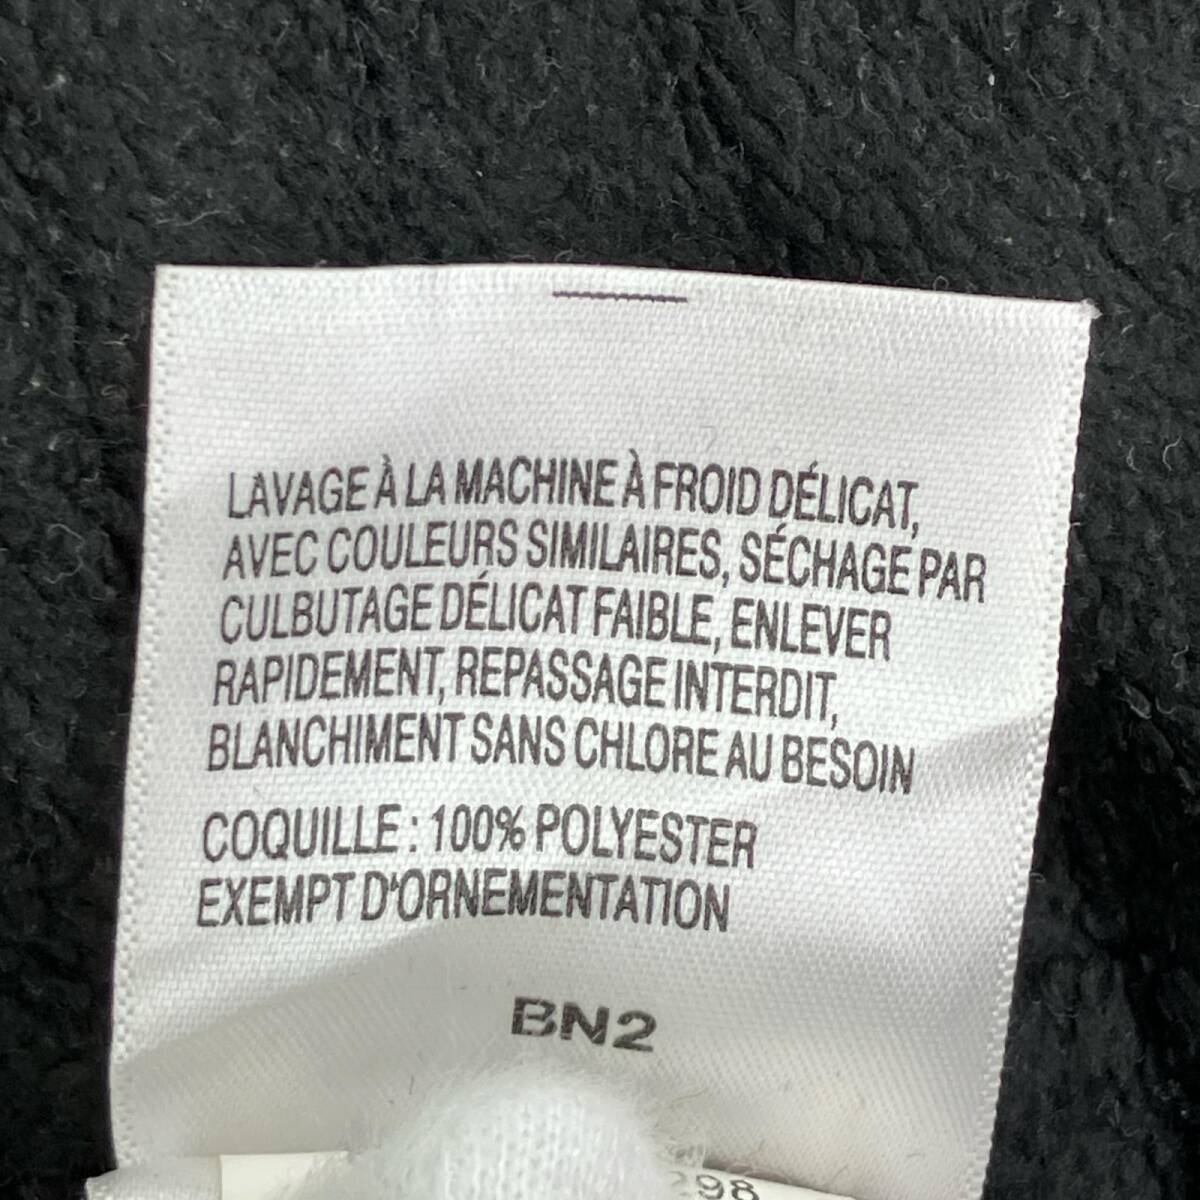 LAVAGE À LA MACHINE À FROID DÉLICAT,
AVEC COULEURS SIMILAIRES, SÉCHAGE PAR
CULBUTAGE DÉLICAT FAIBLE, ENLEVER
RAPIDEMENT, REPASSAGE INTERDIT,
BLANCHIMENT SANS CHLORE AU BESOIN
COQUILLE : 100% POLYESTER
EXEMPT D'ORNEMENTATION
BN2